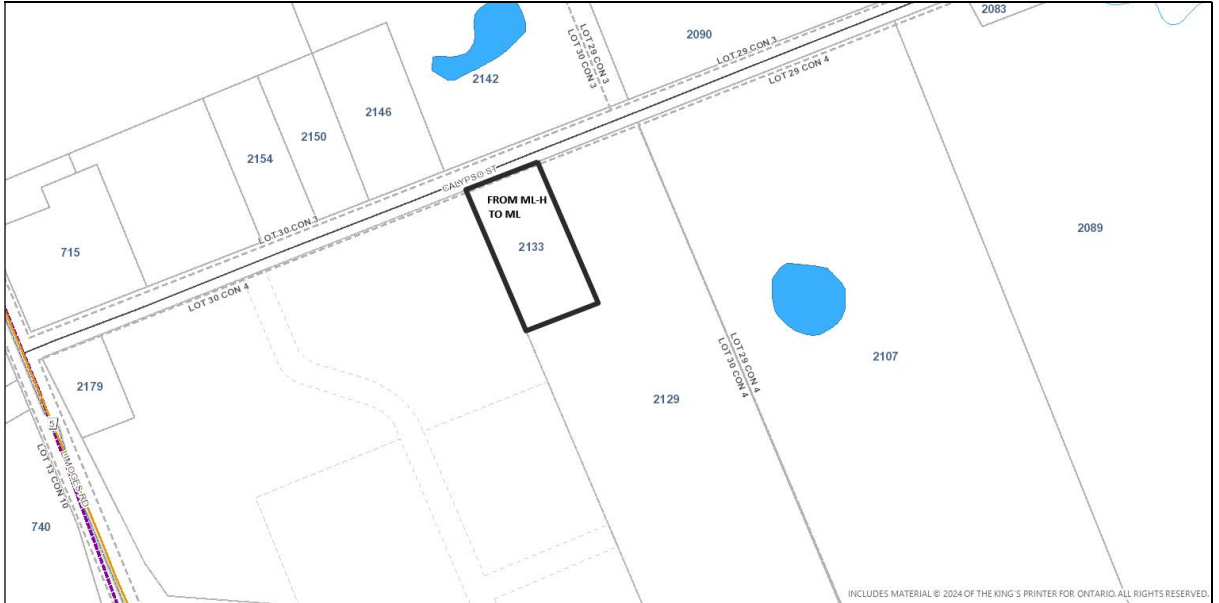 2083
2090
LOT 29 CON 3
LOT 29 CON 3
LOT 30 CON 3
2142
LOT 29 CON 4
2146
2150
2154
CALYPSO ST
FROM ML-H
TO ML
2133
LOT 30 CON 3
715
2089
LOT 30 CON 4
2179
LOT 29 CON 4
LOT 30 CON 4
2107
2129
5
LIMOGES RD
LOT 13 CON 10
740
INCLUDES MATERIAL © 2024 OF THE KING'S PRINTER FOR ONTARIO. ALL RIGHTS RESERVED.